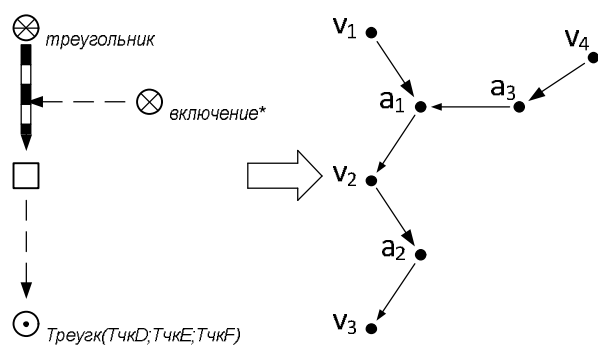 треугольник
включение*
Треугк(ТчкD;ТчкE;ТчкF)
v1
v4
a1
a3
v2
a2
v3